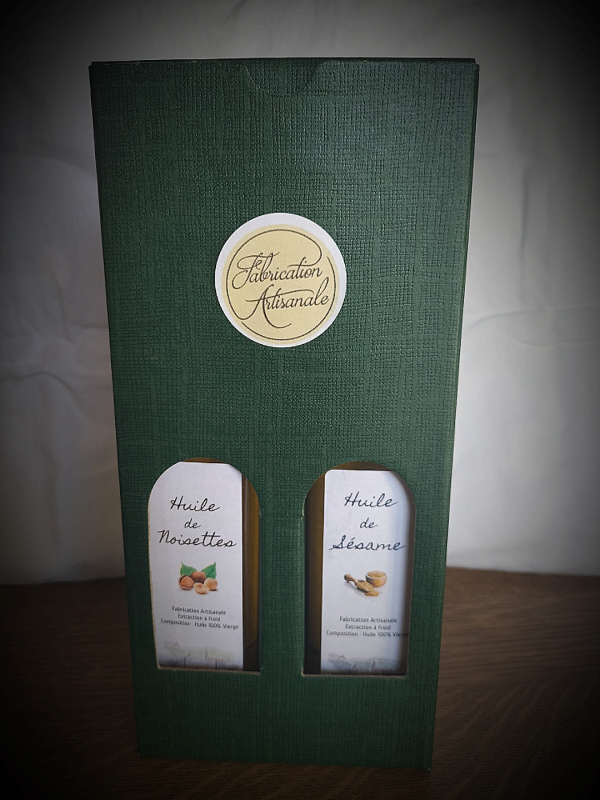 Fabrication
Artisanale
Huile
de
Noisettes
Fabrication Artisanale
Extraction à froid
Composition : Huile 100% Vierge
Huile
de
Sésame
Fabrication Artisanale
Extraction à froid
Composition : Huile 100% Vierge